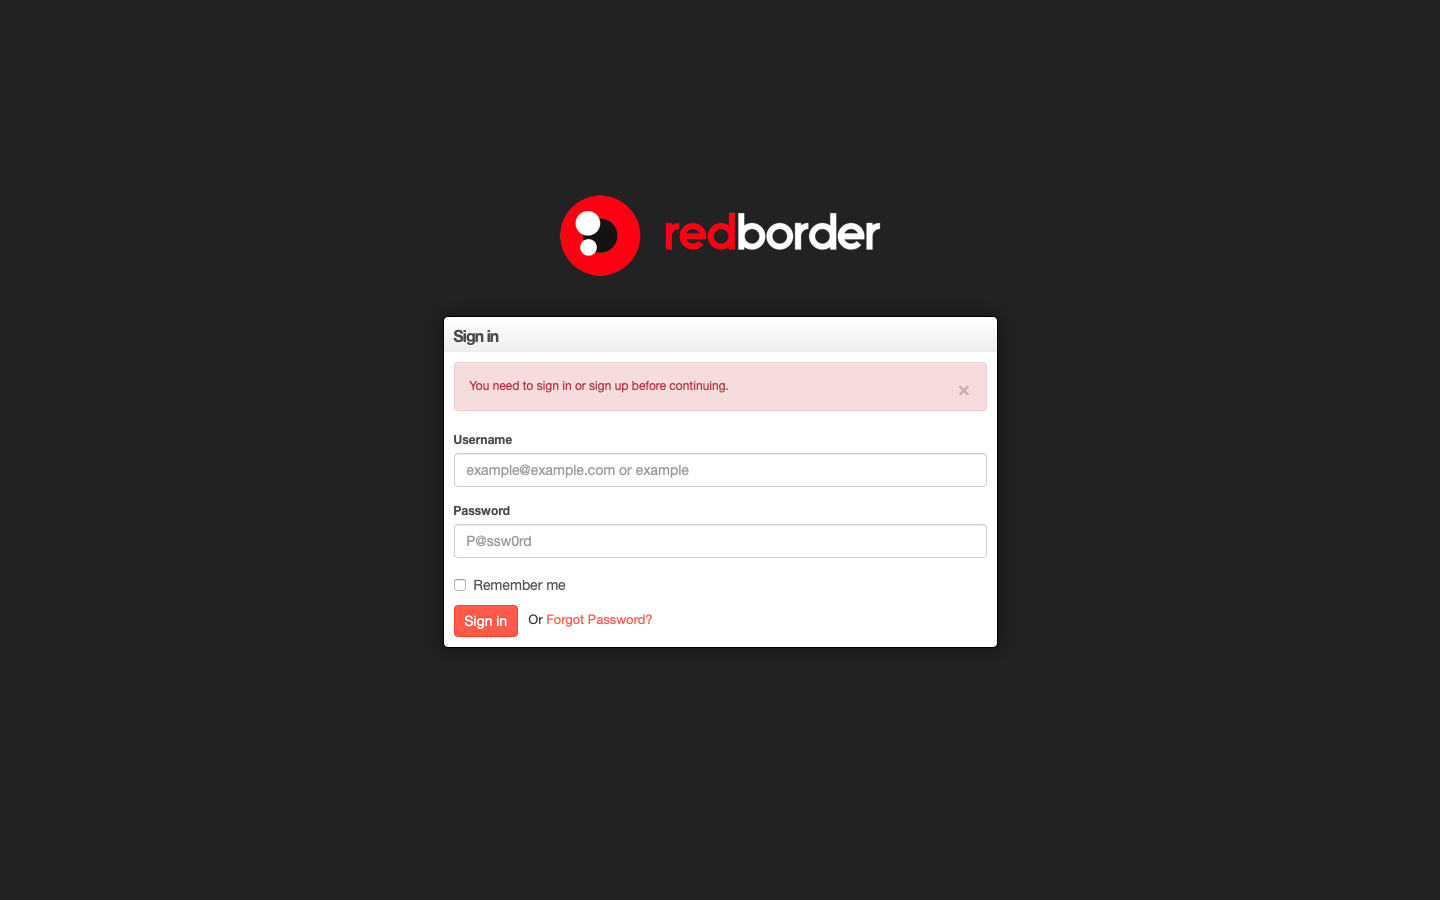 redborder
Sign in
You need to sign in or sign up before continuing.
×
Username
example@example.com or example
Password
P@ssw0rd
Remember me
Sign in Or Forgot Password?